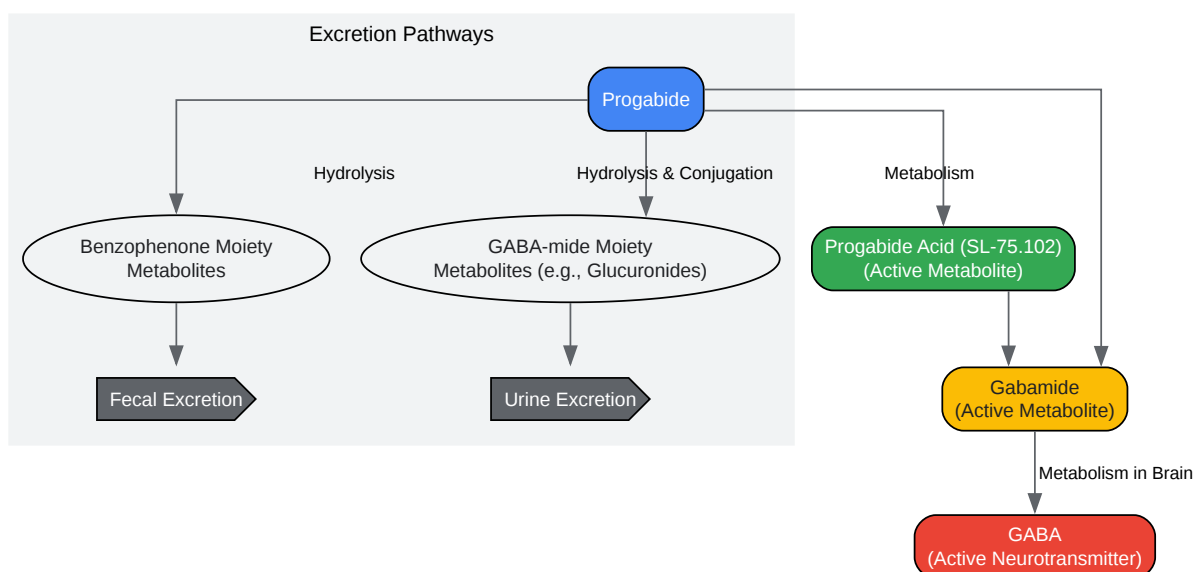 Excretion Pathways
Progabide
Hydrolysis
Hydrolysis & Conjugation
Metabolism
Benzophenone Moiety
Metabolites
GABA-mide Moiety
Metabolites (e.g., Glucuronides)
Progabide Acid (SL-75.102)
(Active Metabolite)
Fecal Excretion
Urine Excretion
Gabamide
(Active Metabolite)
Metabolism in Brain
GABA
(Active Neurotransmitter)